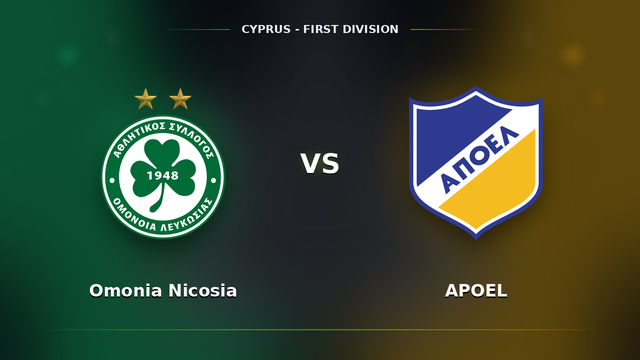 CYPRUS - FIRST DIVISION
ΑΘΛΗΤΙΚΟΣ ΣΥΛΛΟΓΟΣ
1948
ΟΜΟΝΟΙΑ ΛΕΥΚΩΣΙΑΣ
VS
ΑΠΟΕΛ
Omonia Nicosia
APOEL